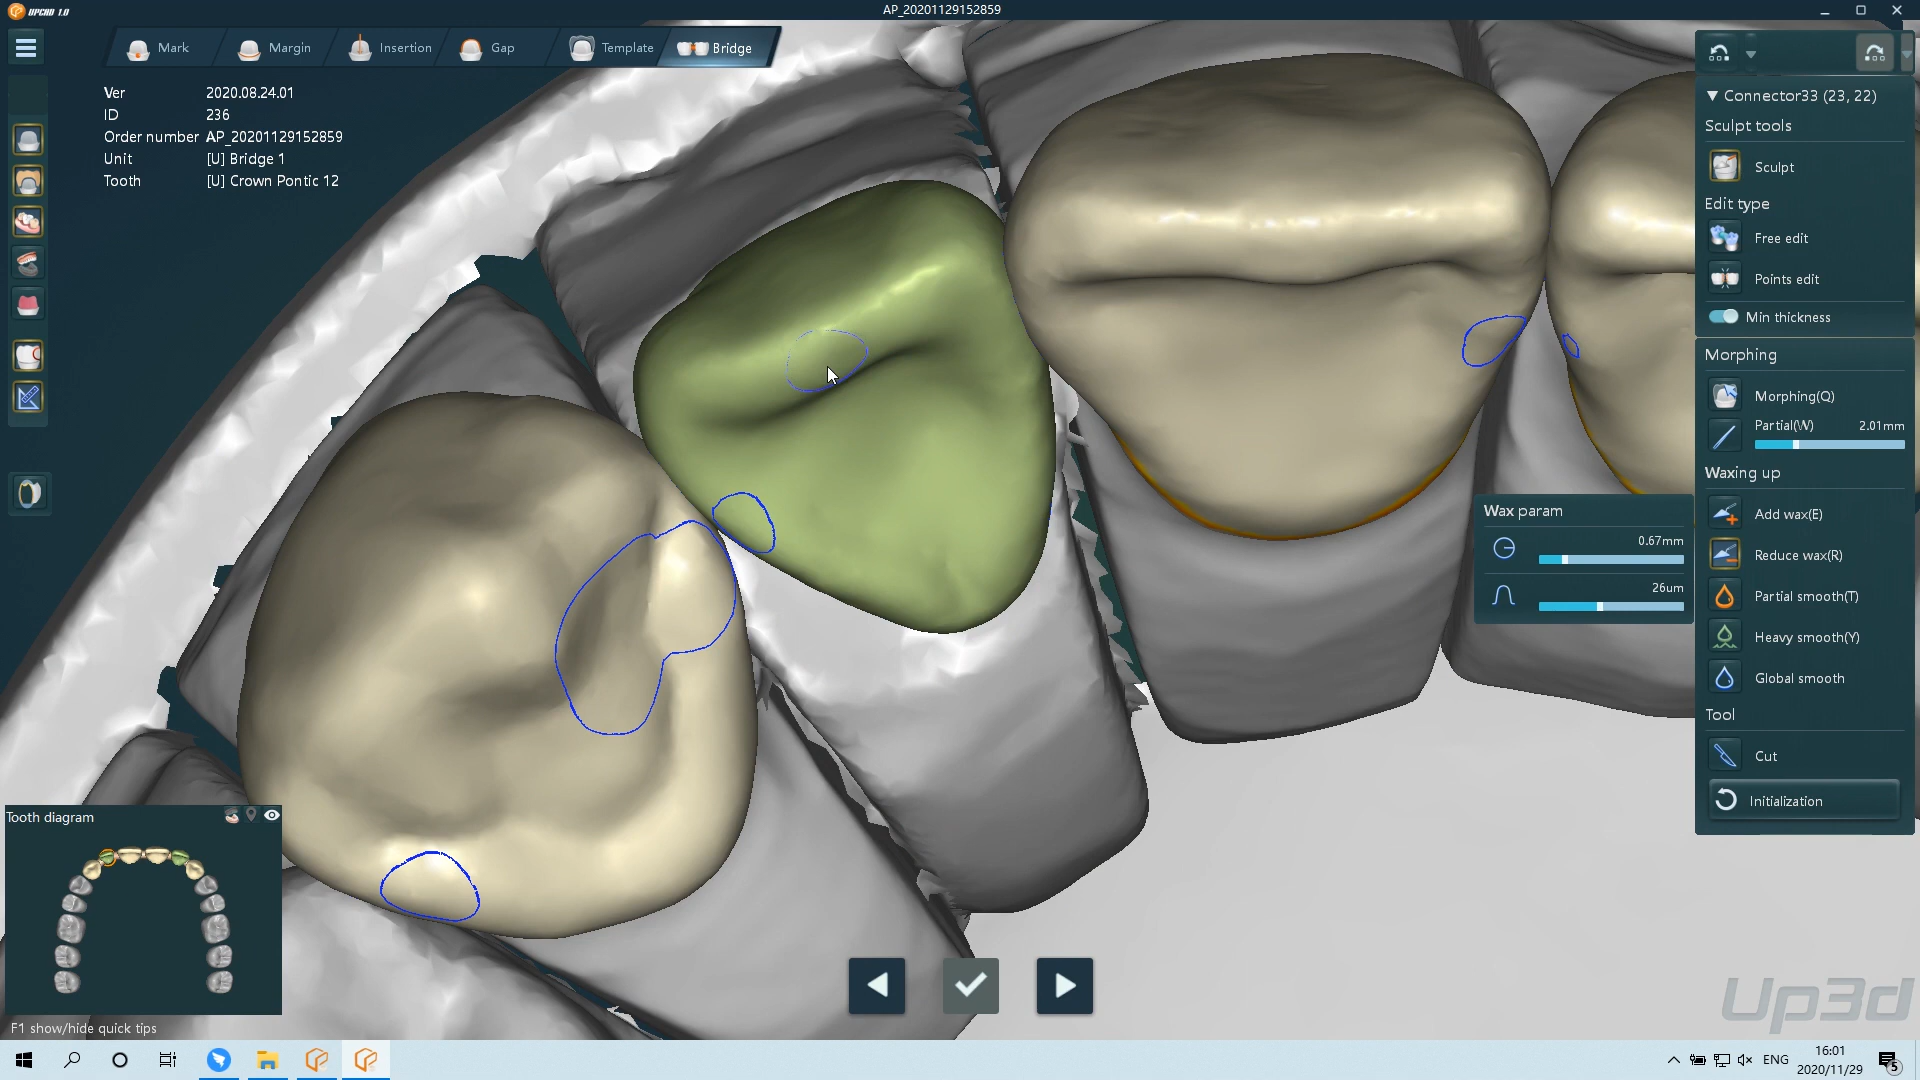 UPCAD 1.0
AP_20201129152859
Mark
Margin
Insertion
Gap
Template
Bridge
Ver 2020.08.24.01
ID 236
Order number AP_20201129152859
Unit [U] Bridge 1
Tooth [U] Crown Pontic 12
▼ Connector33 (23, 22)
Sculpt tools
Sculpt
Edit type
Free edit
Points edit
Min thickness
Morphing
Morphing(Q)
Partial(W) 2.01mm
Waxing up
Add wax(E)
Reduce wax(R)
Partial smooth(T)
Heavy smooth(Y)
Global smooth
Tool
Cut
Initialization
Wax param
0.67mm
26um
Tooth diagram
F1 show/hide quick tips
Up3d
ENG
16:01
2020/11/29
5